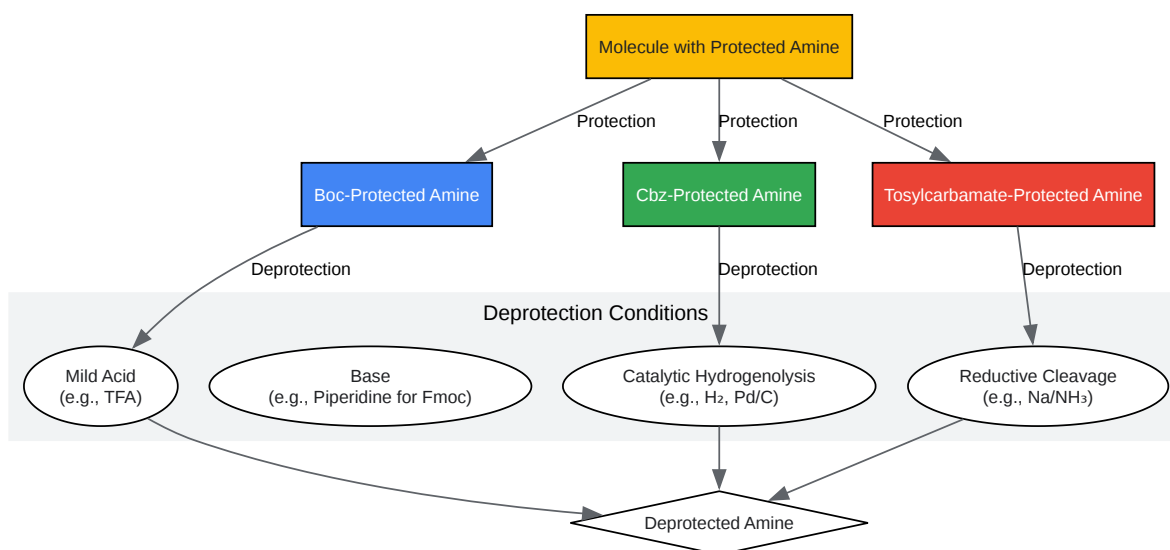 Molecule with Protected Amine
Protection
Protection
Protection
Boc-Protected Amine
Cbz-Protected Amine
Tosylcarbamate-Protected Amine
Deprotection
Deprotection
Deprotection
Deprotection Conditions
Mild Acid
(e.g., TFA)
Base
(e.g., Piperidine for Fmoc)
Catalytic Hydrogenolysis
(e.g., H₂, Pd/C)
Reductive Cleavage
(e.g., Na/NH₃)
Deprotected Amine